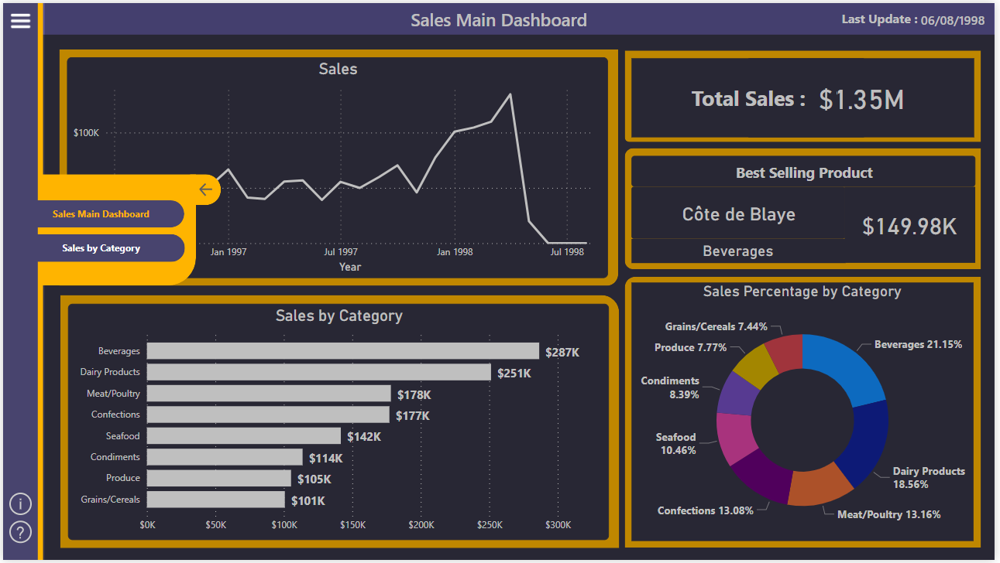 Sales Main Dashboard
Last Update : 06/08/1998
Sales
$100K
Jan 1997
Jul 1997
Jan 1998
Jul 1998
Year
Sales Main Dashboard
Sales by Category
Total Sales : $1.35M
Best Selling Product
Côte de Blaye
$149.98K
Beverages
Sales by Category
Beverages $287K
Dairy Products $251K
Meat/Poultry $178K
Confections $177K
Seafood $142K
Condiments $114K
Produce $105K
Grains/Cereals $101K
$0K $50K $100K $150K $200K $250K $300K
Sales Percentage by Category
Grains/Cereals 7.44%
Beverages 21.15%
Produce 7.77%
Condiments
8.39%
Seafood
10.46%
Dairy Products
18.56%
Confections 13.08%
Meat/Poultry 13.16%
i
?